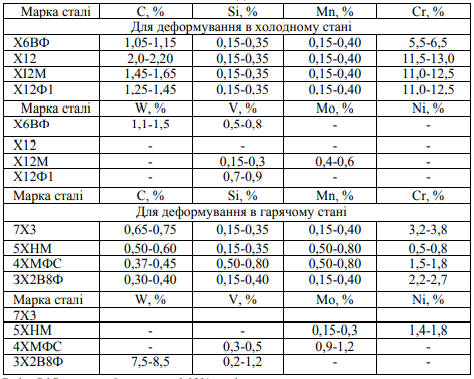 Марка сталі C, % Si, % Mn, % Cr, %
Для деформування в холодному стані
Х6ВФ 1,05-1,15 0,15-0,35 0,15-0,40 5,5-6,5
Х12 2,0-2,20 0,15-0,35 0,15-0,40 11,5-13,0
ХІ2М 1,45-1,65 0,15-0,35 0,15-0,40 11,0-12,5
Х12Ф1 1,25-1,45 0,15-0,35 0,15-0,40 11,0-12,5
Марка сталі W, % V, % Mo, % Ni, %
Х6ВФ 1,1-1,5 0,5-0,8 - -
Х12 - - - -
Х12М - 0,15-0,3 0,4-0,6 -
Х12Ф1 - 0,7-0,9 - -
Марка сталі C, % Si, % Mn, % Cr, %
Для деформування в гарячому стані
7Х3 0,65-0,75 0,15-0,35 0,15-0,40 3,2-3,8
5ХНМ 0,50-0,60 0,15-0,35 0,50-0,80 0,5-0,8
4ХМФС 0,37-0,45 0,50-0,80 0,50-0,80 1,5-1,8
3Х2В8Ф 0,30-0,40 0,15-0,40 0,15-0,40 2,2-2,7
Марка сталі W, % V, % Mo, % Ni, %
7Х3
5ХНМ - - 0,15-0,3 1,4-1,8
4ХМФС - 0,3-0,5 0,9-1,2 -
3Х2В8Ф 7,5-8,5 0,2-1,2 - -